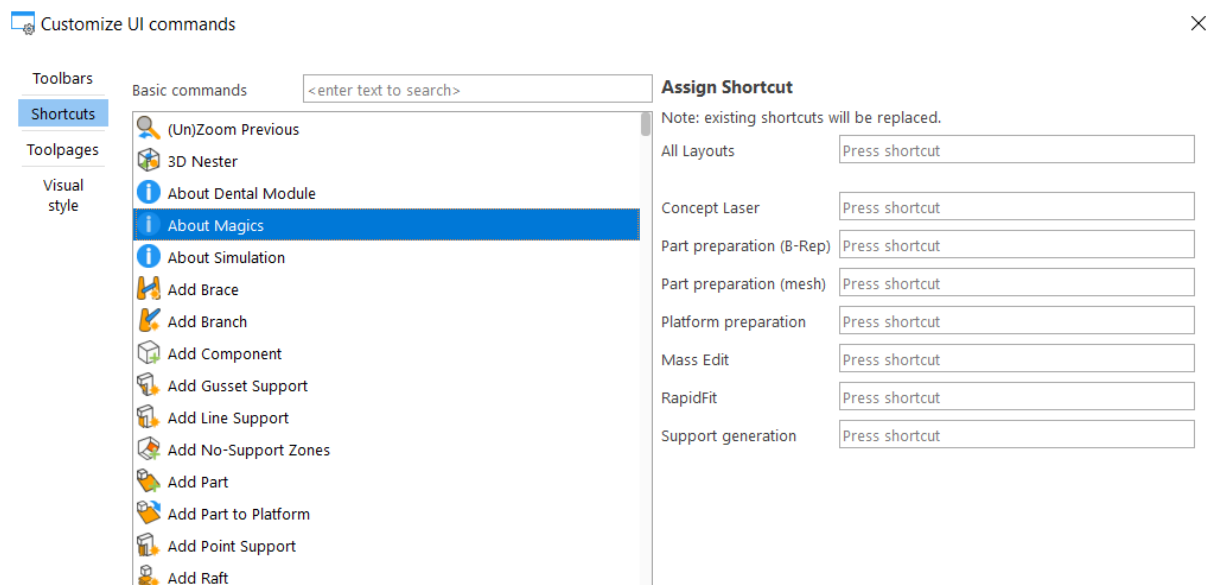 Customize UI commands
Toolbars
Shortcuts
Toolpages
Visual
style
Basic commands
<enter text to search>
(Un)Zoom Previous
3D Nester
About Dental Module
About Magics
About Simulation
Add Brace
Add Branch
Add Component
Add Gusset Support
Add Line Support
Add No-Support Zones
Add Part
Add Part to Platform
Add Point Support
Add Raft
Assign Shortcut
Note: existing shortcuts will be replaced.
All Layouts Press shortcut
Concept Laser Press shortcut
Part preparation (B-Rep) Press shortcut
Part preparation (mesh) Press shortcut
Platform preparation Press shortcut
Mass Edit Press shortcut
RapidFit Press shortcut
Support generation Press shortcut